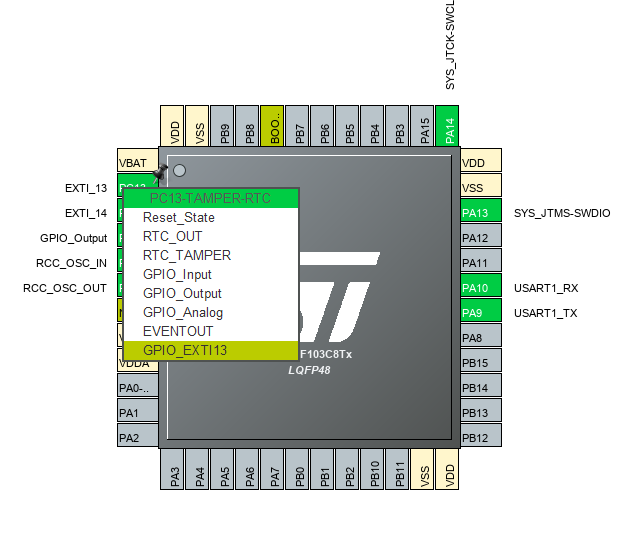 SYS_JTCK-SWCL
VDD
VSS
PB9
PB8
BOO..
PB7
PB6
PB5
PB4
PB3
PA15
PA14
VBAT
EXTI_13
EXTI_14
GPIO_Output
RCC_OSC_IN
RCC_OSC_OUT
PC13-TAMPER-RTC
Reset_State
RTC_OUT
RTC_TAMPER
GPIO_Input
GPIO_Output
GPIO_Analog
EVENTOUT
GPIO_EXTI13
VDDA
PA0-..
PA1
PA2
F103C8Tx
LQFP48
VDD
VSS
PA13
SYS_JTMS-SWDIO
PA12
PA11
PA10
USART1_RX
PA9
USART1_TX
PA8
PB15
PB14
PB13
PB12
PA3
PA4
PA5
PA6
PA7
PB0
PB1
PB2
PB10
PB11
VSS
VDD